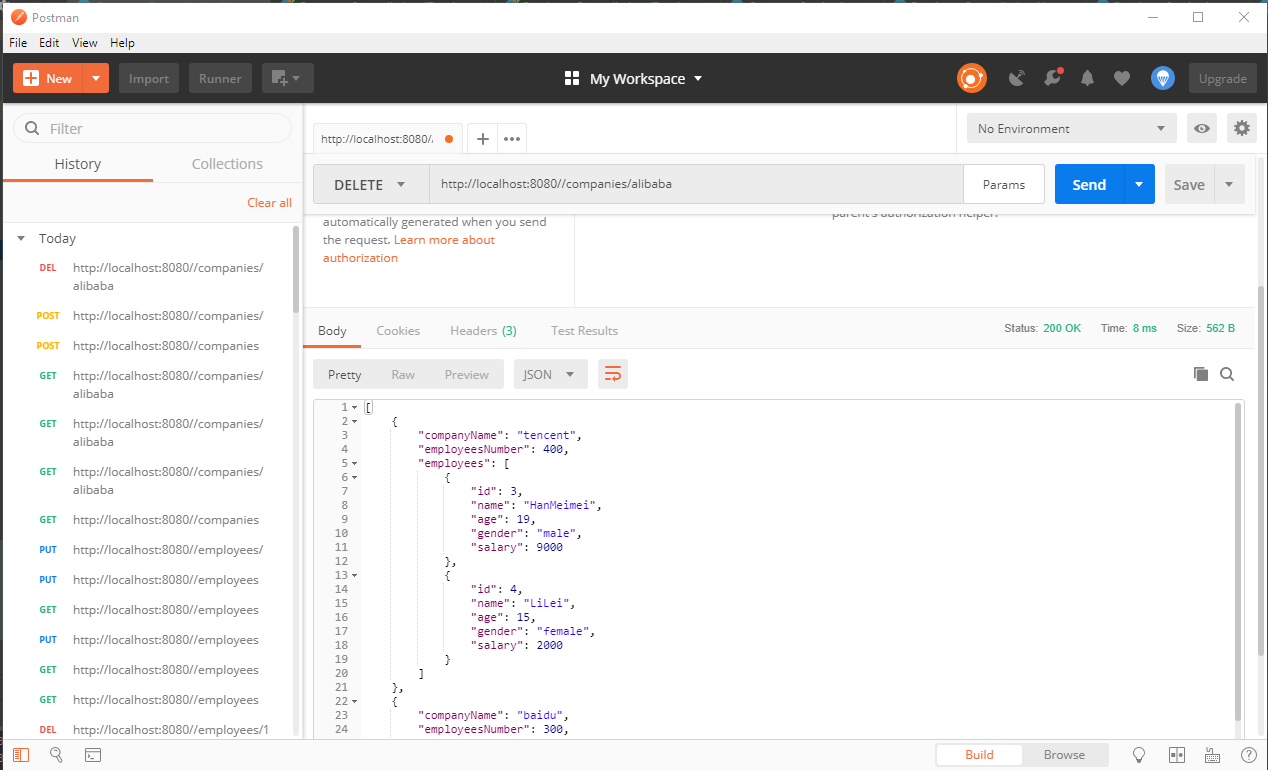 Postman
File Edit View Help
New Import Runner My Workspace Upgrade
Filter
History Collections
Clear all
Today
DEL http://localhost:8080//companies/
alibaba
POST http://localhost:8080//companies/
POST http://localhost:8080//companies
GET http://localhost:8080//companies/
alibaba
GET http://localhost:8080//companies/
alibaba
GET http://localhost:8080//companies/
alibaba
GET http://localhost:8080//companies
PUT http://localhost:8080//employees/
PUT http://localhost:8080//employees
GET http://localhost:8080//employees
PUT http://localhost:8080//employees
GET http://localhost:8080//employees
GET http://localhost:8080//employees
DEL http://localhost:8080//employees/1
http://localhost:8080/ No Environment
DELETE http://localhost:8080//companies/alibaba Params Send Save
parent's authorization helper.
automatically generated when you send
the request. Learn more about
authorization
Body Cookies Headers (3) Test Results Status: 200 OK Time: 8 ms Size: 562 B
Pretty Raw Preview JSON
1 [
2 {
3 "companyName": "tencent",
4 "employeesNumber": 400,
5 "employees": [
6 {
7 "id": 3,
8 "name": "HanMeimei",
9 "age": 19,
10 "gender": "male",
11 "salary": 9000
12 },
13 {
14 "id": 4,
15 "name": "LiLei",
16 "age": 15,
17 "gender": "female",
18 "salary": 2000
19 }
20 ]
21 },
22 {
23 "companyName": "baidu",
24 "employeesNumber": 300,
Build Browse